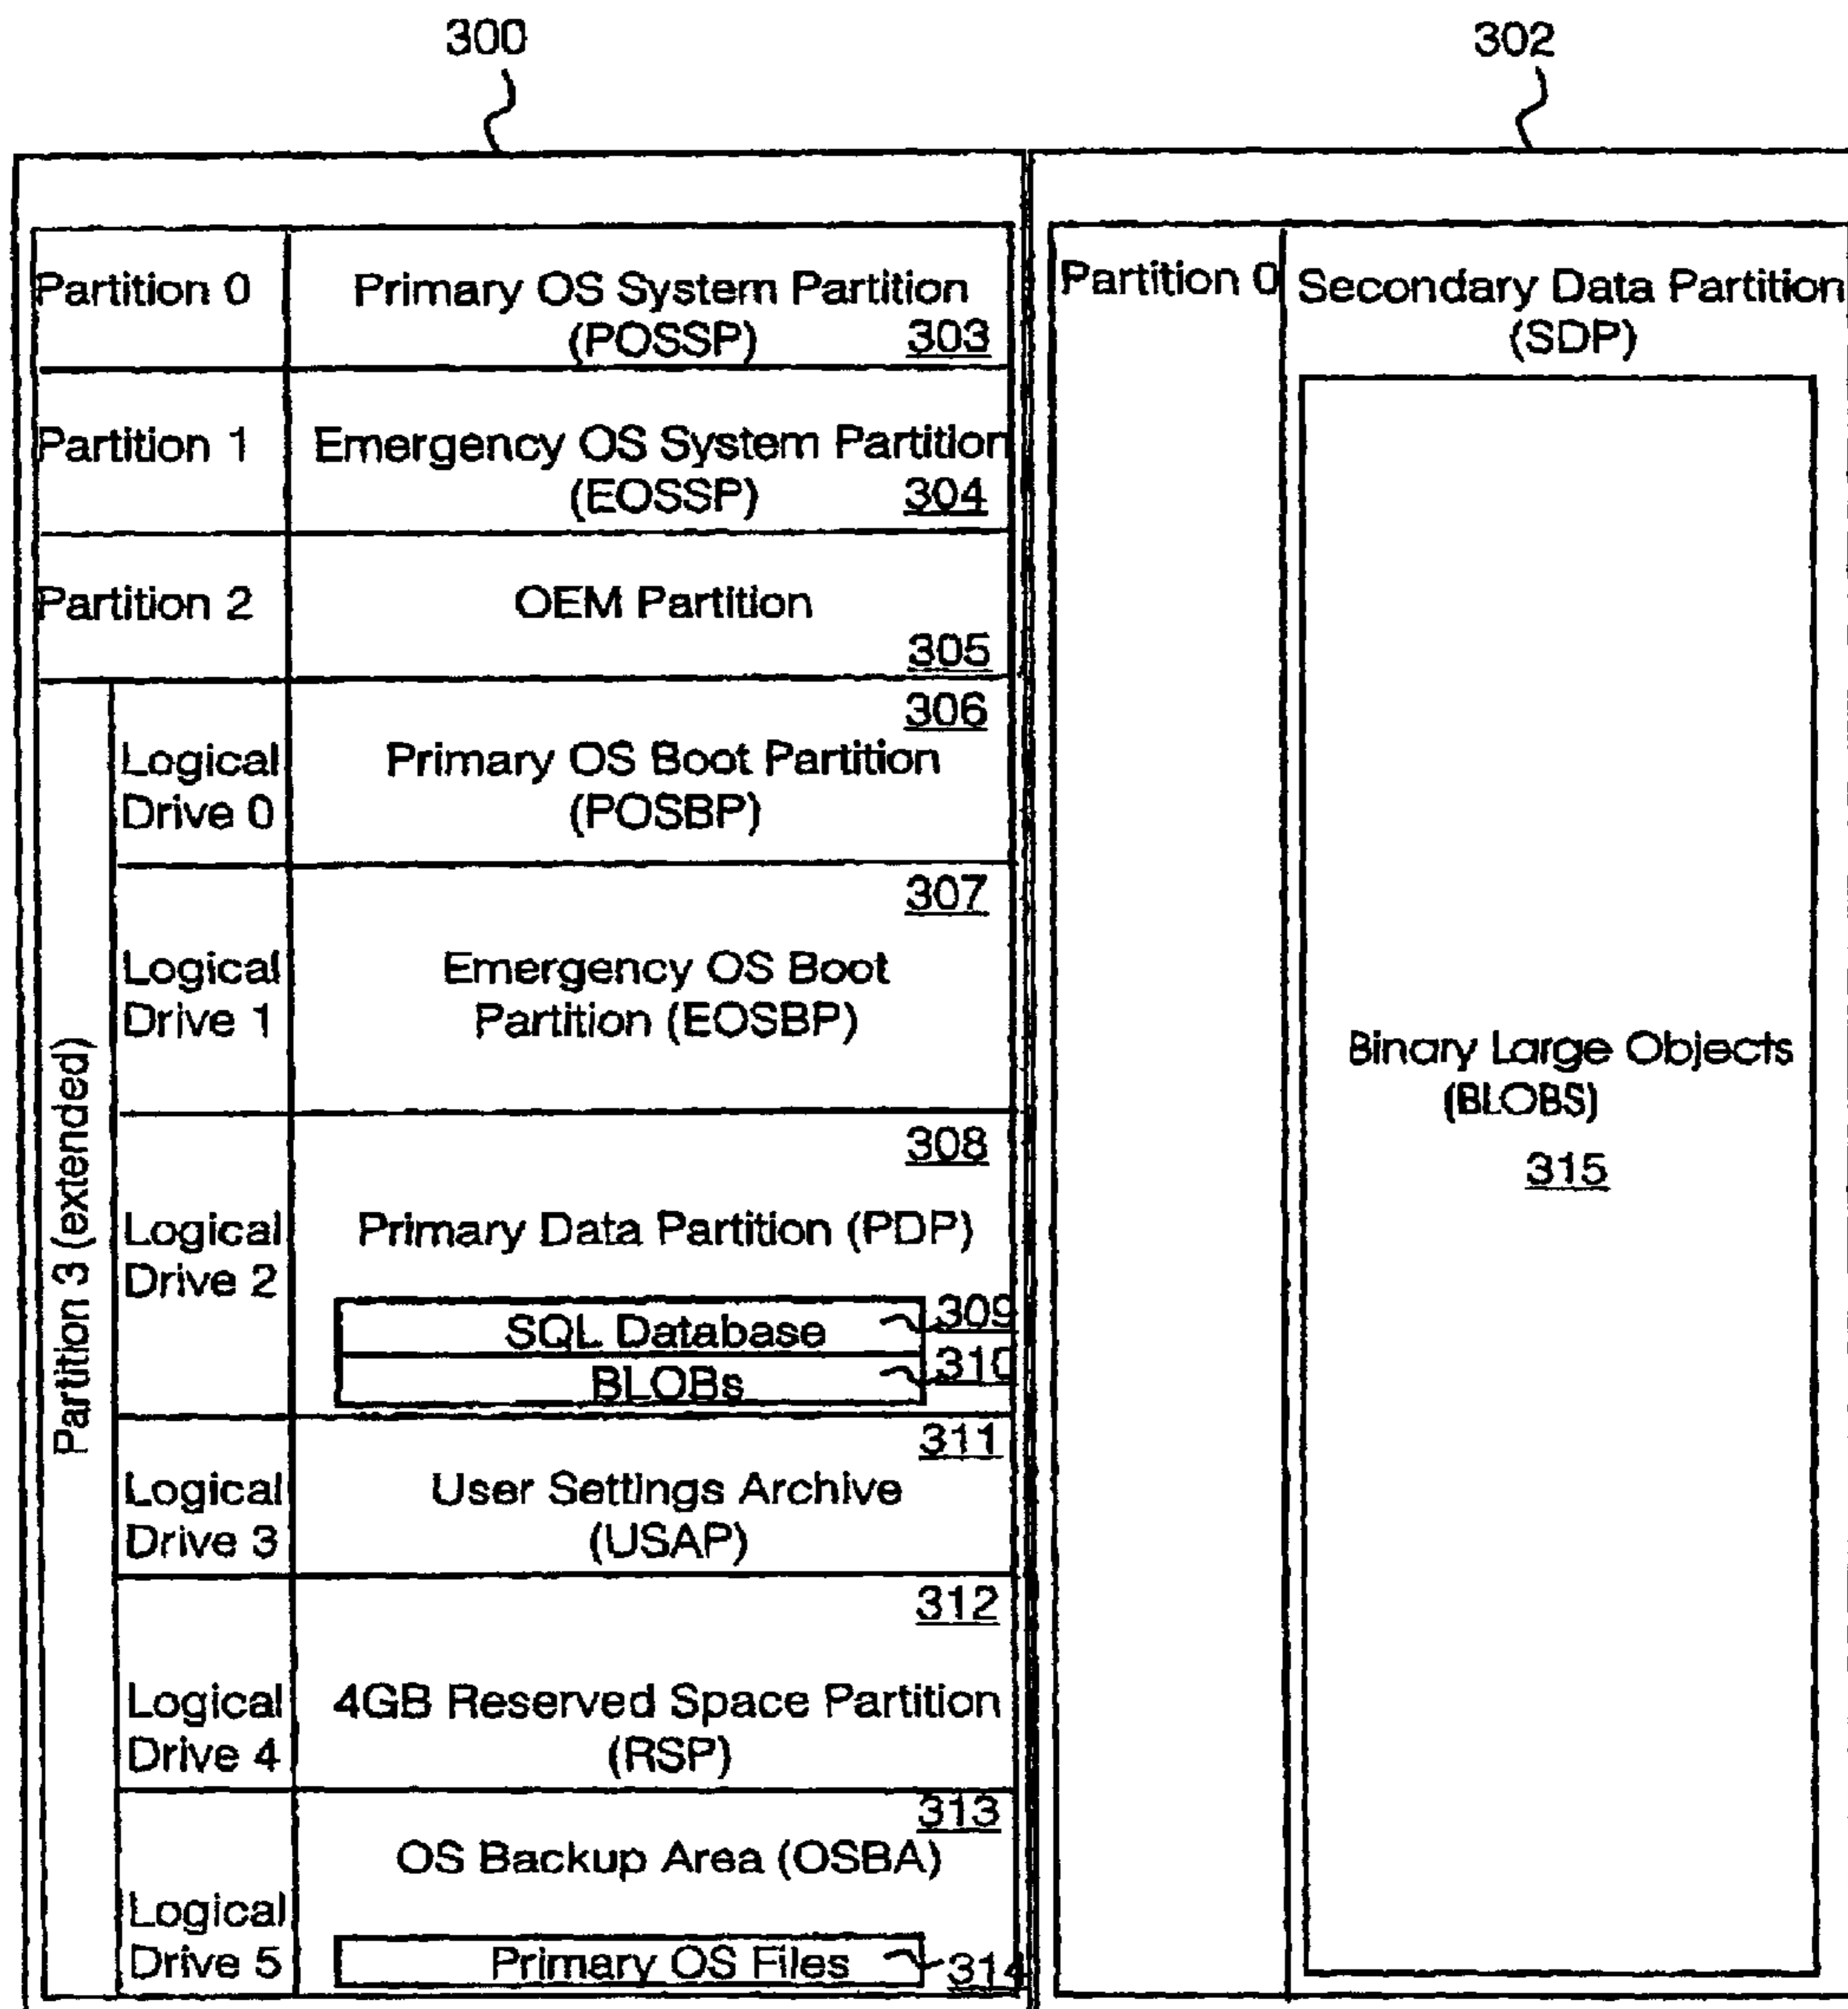 300
302
Partition 0
Primary OS System Partition
(POSSP)
303
Partition 1
Emergency OS System Partition
(EOSSP)
304
Partition 2
OEM Partition
305
Partition 3 (extended)
306
Logical
Drive 0
Primary OS Boot Partition
(POSBP)
307
Logical
Drive 1
Emergency OS Boot
Partition (EOSBP)
308
Logical
Drive 2
Primary Data Partition (PDP)
SQL Database
309
BLOBs
310
311
Logical
Drive 3
User Settings Archive
(USAP)
312
Logical
Drive 4
4GB Reserved Space Partition
(RSP)
313
OS Backup Area (OSBA)
Logical
Drive 5
Primary OS Files
314
Partition 0
Secondary Data Partition
(SDP)
Binary Large Objects
(BLOBS)
315